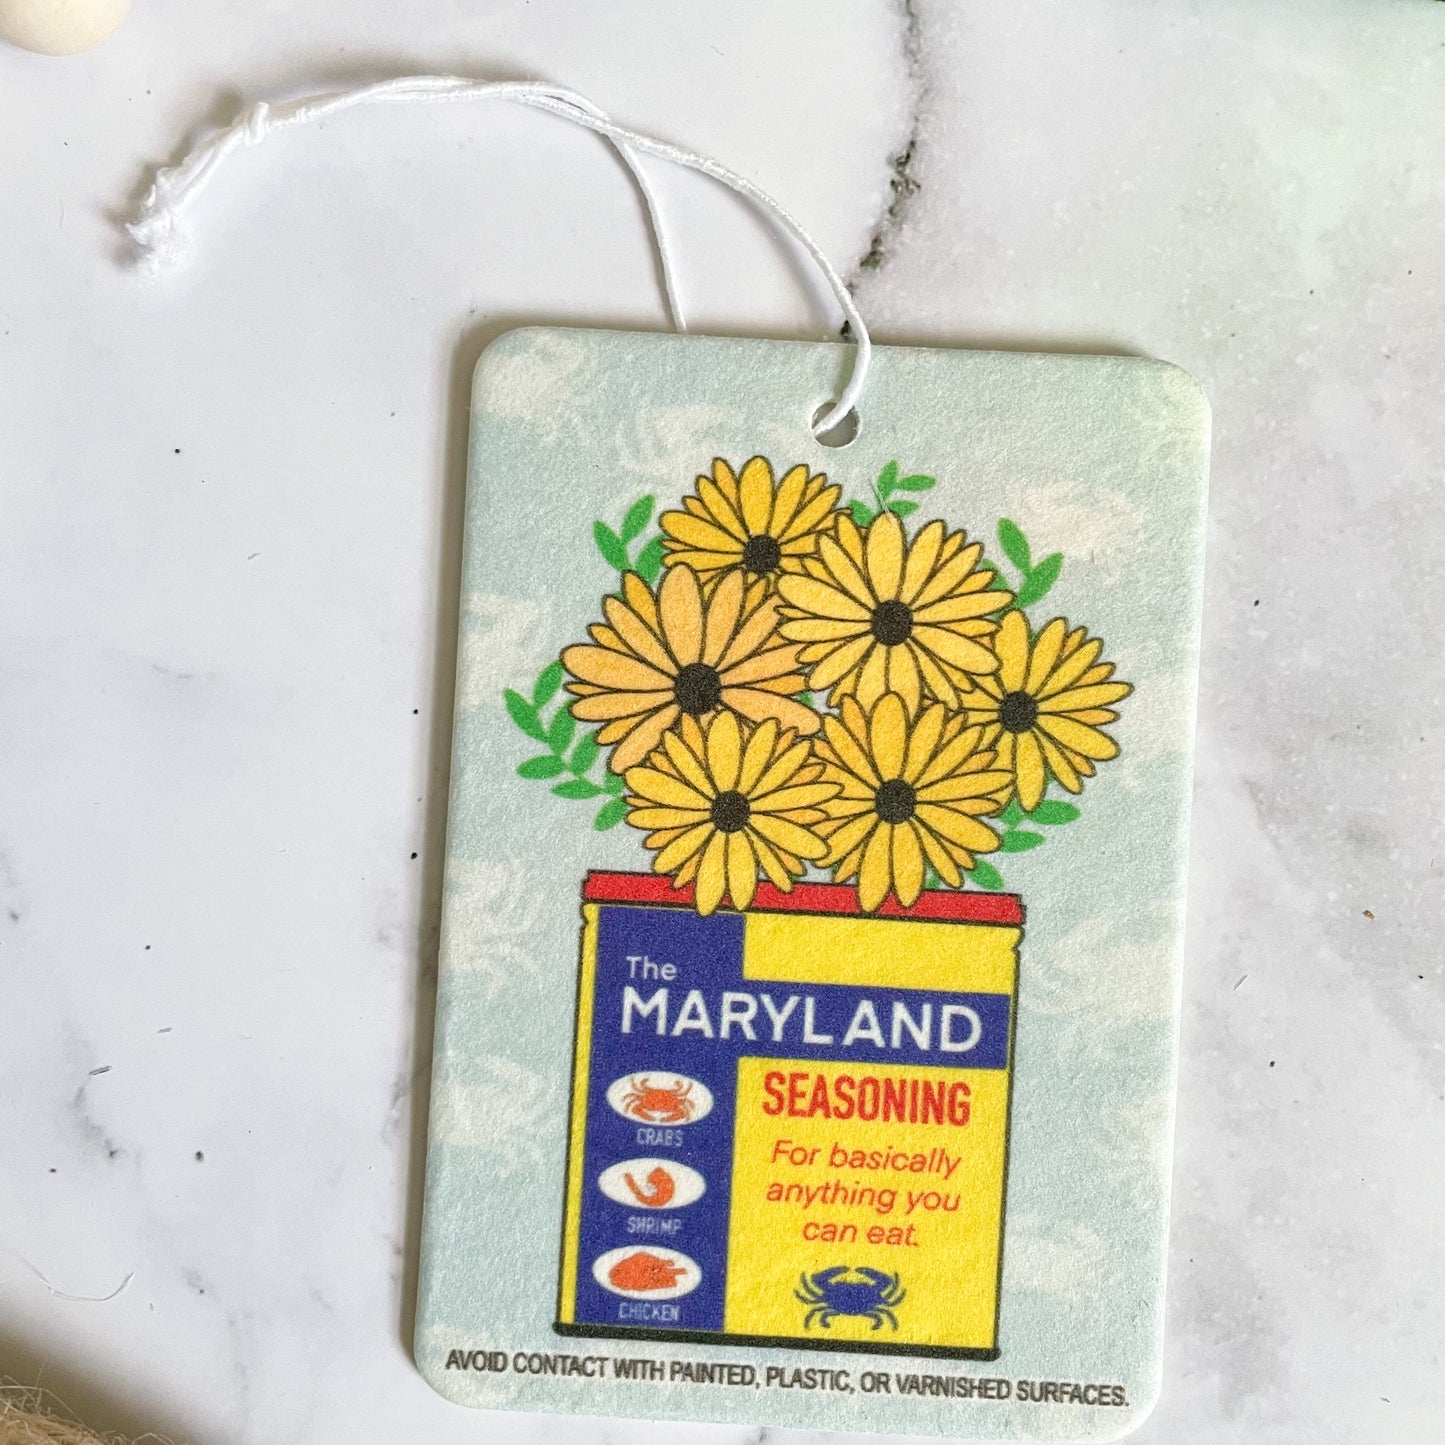 The
MARYLAND
SEASONING
For basically
anything you
can eat.
CRABS
SHRIMP
CHICKEN
AVOID CONTACT WITH PAINTED, PLASTIC, OR VARNISHED SURFACES.